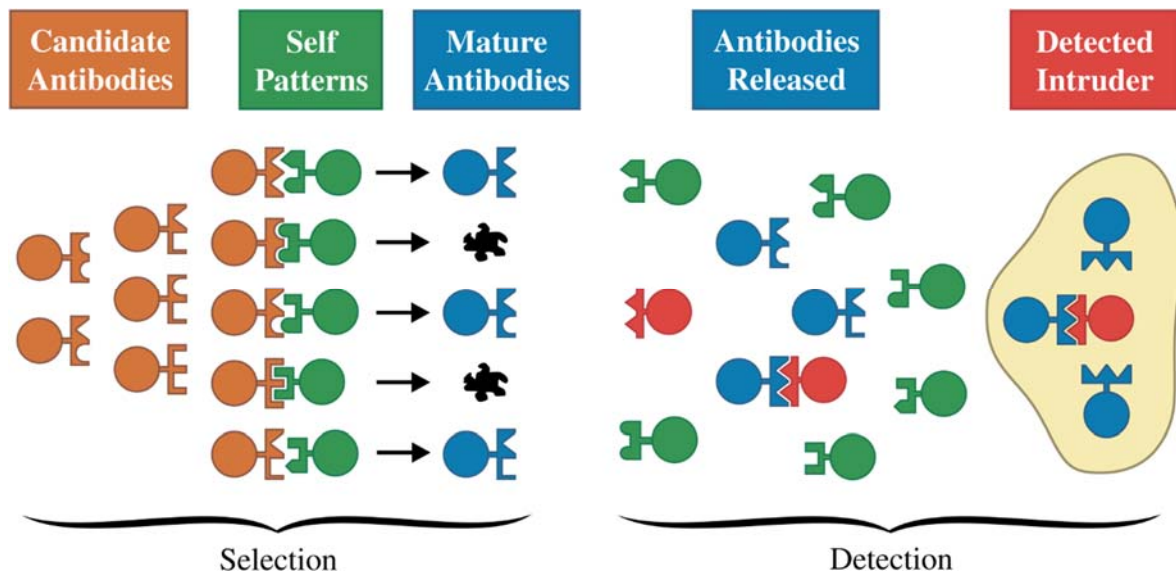 Candidate
Antibodies
Self
Patterns
Mature
Antibodies
Antibodies
Released
Detected
Intruder
Selection
Detection